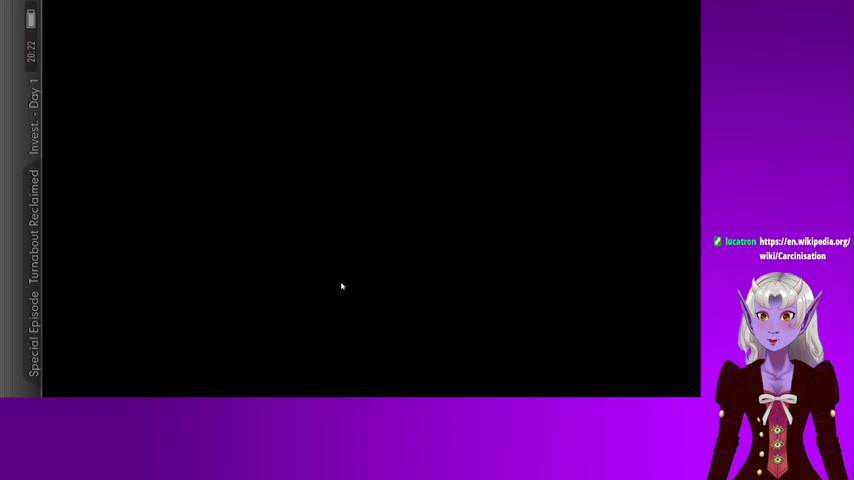 20:22
Invest. - Day 1
Special Episode Turnabout Reclaimed
lucatron https://en.wikipedia.org/
wiki/Carcinisation